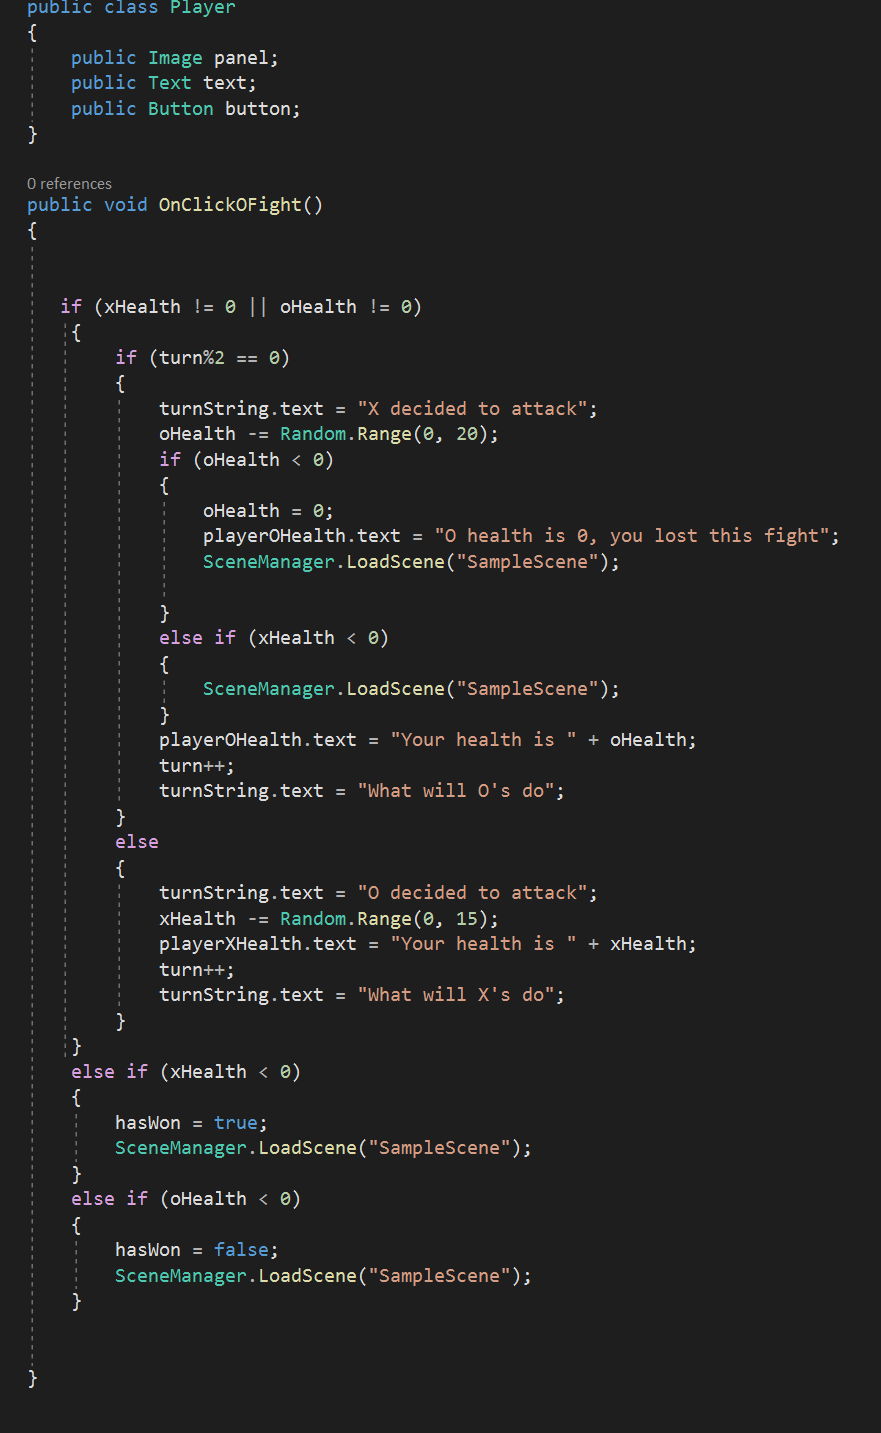 public class Player
{
public Image panel;
public Text text;
public Button button;
}
0 references
public void OnClickOFight()
{
if (xHealth != 0 || oHealth != 0)
{
if (turn%2 == 0)
{
turnString.text = "X decided to attack";
oHealth -= Random.Range(0, 20);
if (oHealth < 0)
{
oHealth = 0;
playerOHealth.text = "O health is 0, you lost this fight";
SceneManager.LoadScene("SampleScene");
}
else if (xHealth < 0)
{
SceneManager.LoadScene("SampleScene");
}
playerOHealth.text = "Your health is " + oHealth;
turn++;
turnString.text = "What will O's do";
}
else
{
turnString.text = "O decided to attack";
xHealth -= Random.Range(0, 15);
playerXHealth.text = "Your health is " + xHealth;
turn++;
turnString.text = "What will X's do";
}
}
else if (xHealth < 0)
{
hasWon = true;
SceneManager.LoadScene("SampleScene");
}
else if (oHealth < 0)
{
hasWon = false;
SceneManager.LoadScene("SampleScene");
}
}